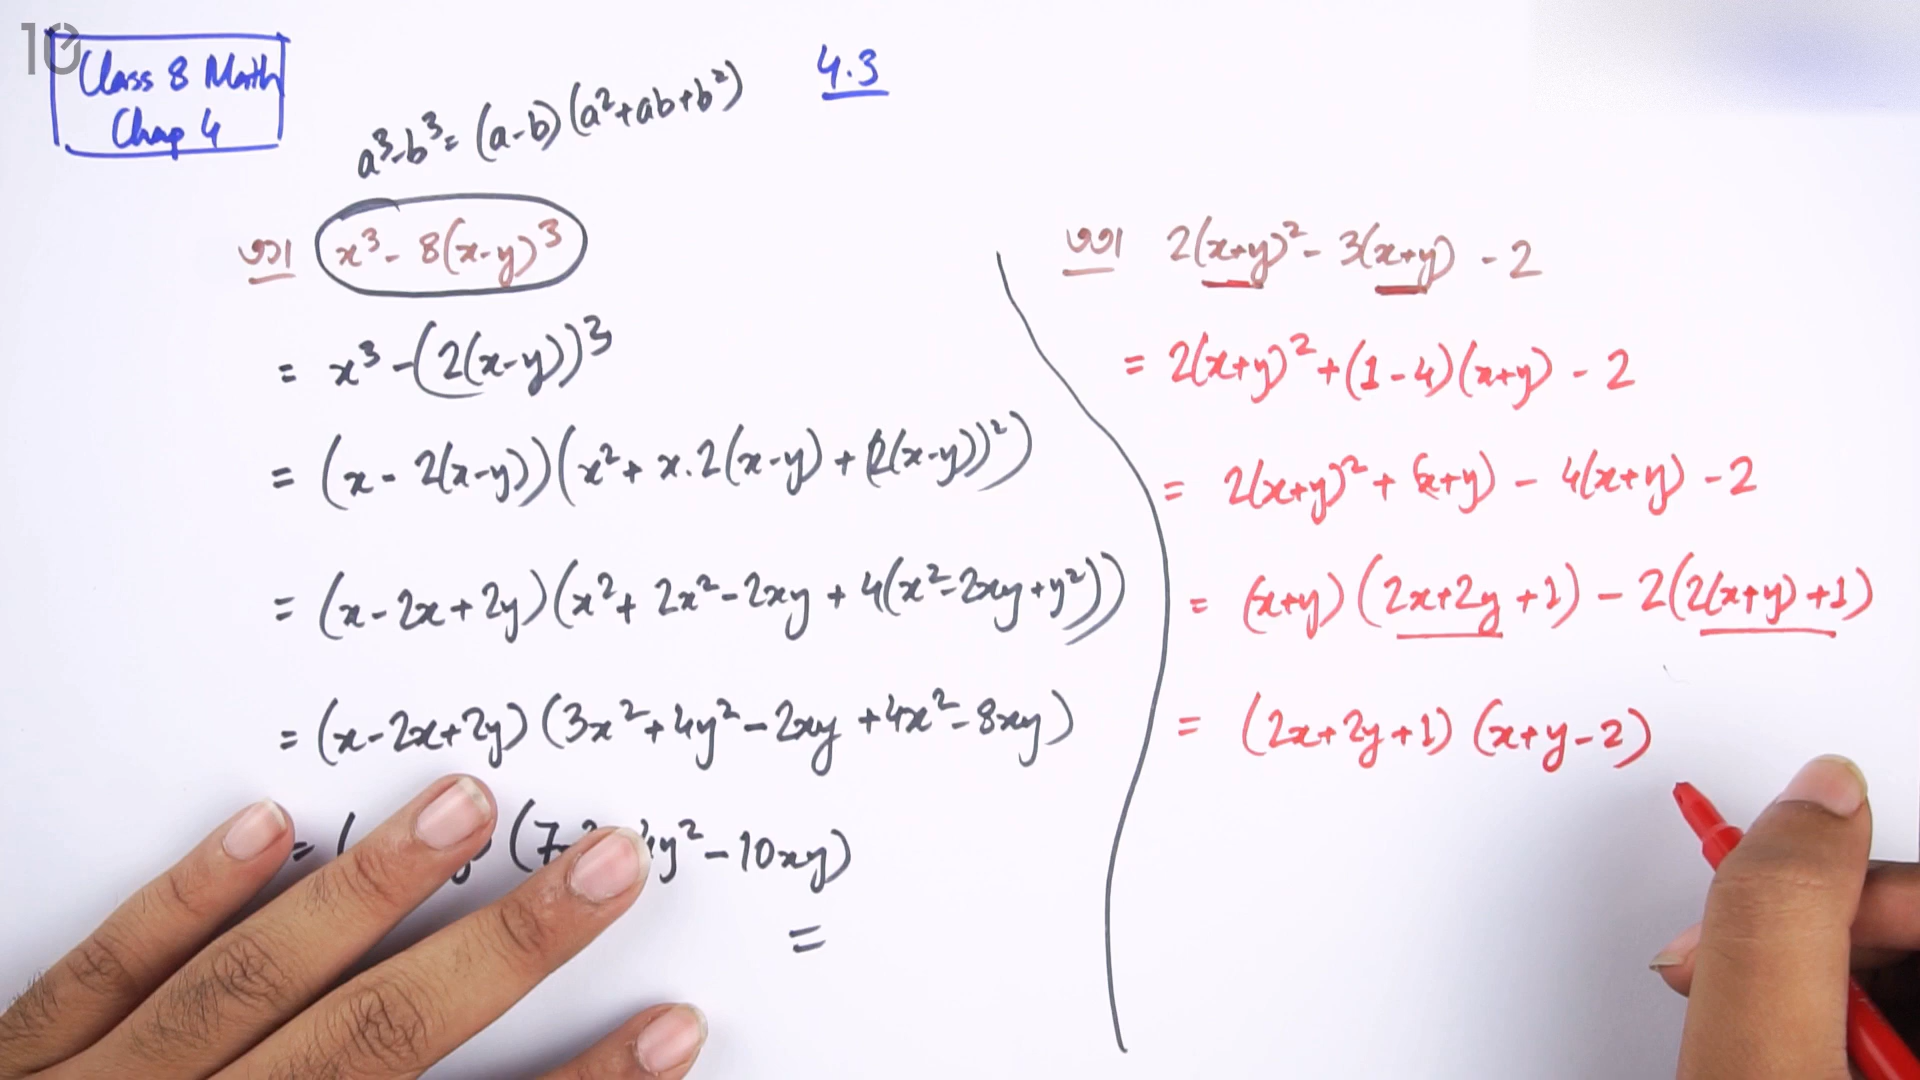 10
Class 8 Math
Chap 4
4.3
a³-b³ = (a-b)(a²+ab+b²)
৩১। x³ - 8(x-y)³
= x³ - (2(x-y))³
= (x - 2(x-y))(x² + x.2(x-y) + (2(x-y))²)
= (x - 2x + 2y)(x² + 2x² - 2xy + 4(x² - 2xy + y²))
= (x - 2x + 2y)(3x² + 4y² - 2xy + 4x² - 8xy)
= ( y² - 10xy)
=
৩৩। 2(x+y)² - 3(x+y) - 2
= 2(x+y)² + (1-4)(x+y) - 2
= 2(x+y)² + (x+y) - 4(x+y) - 2
= (x+y)(2x+2y+1) - 2(2(x+y)+1)
= (2x+2y+1)(x+y-2)